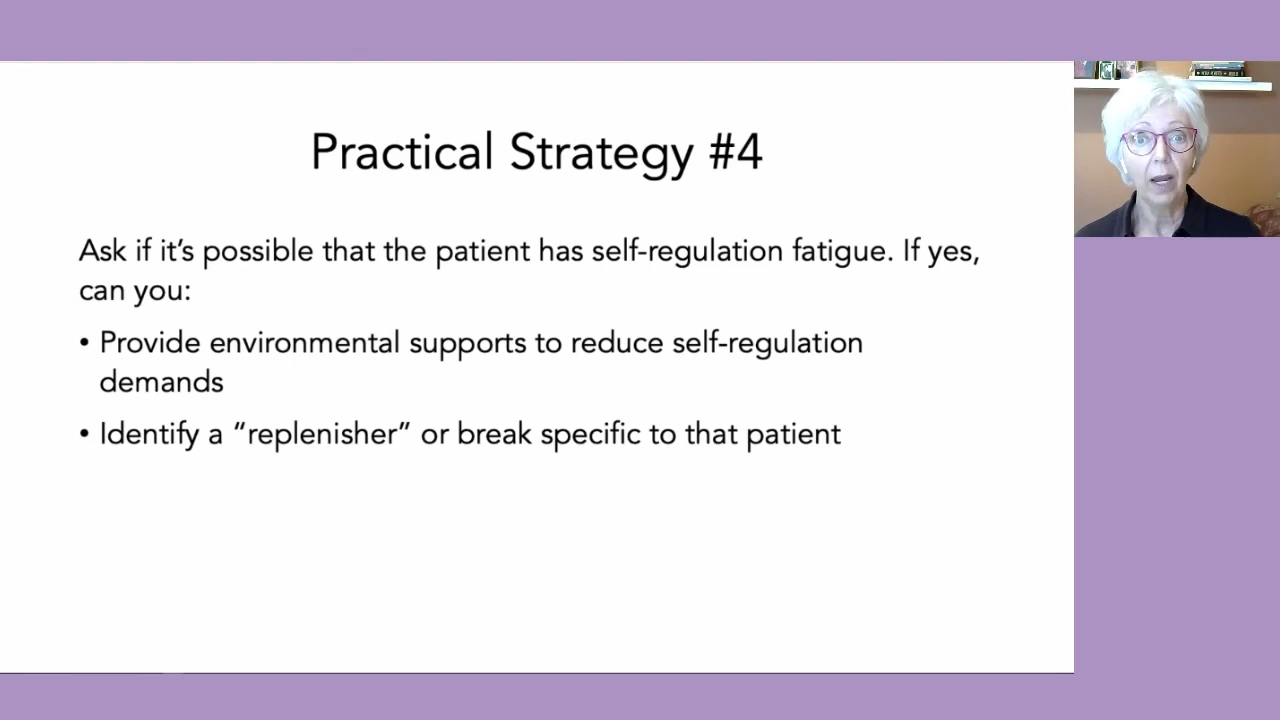 Practical Strategy #4
Ask if it’s possible that the patient has self-regulation fatigue. If yes,
can you:
• Provide environmental supports to reduce self-regulation
demands
• Identify a “replenisher” or break specific to that patient